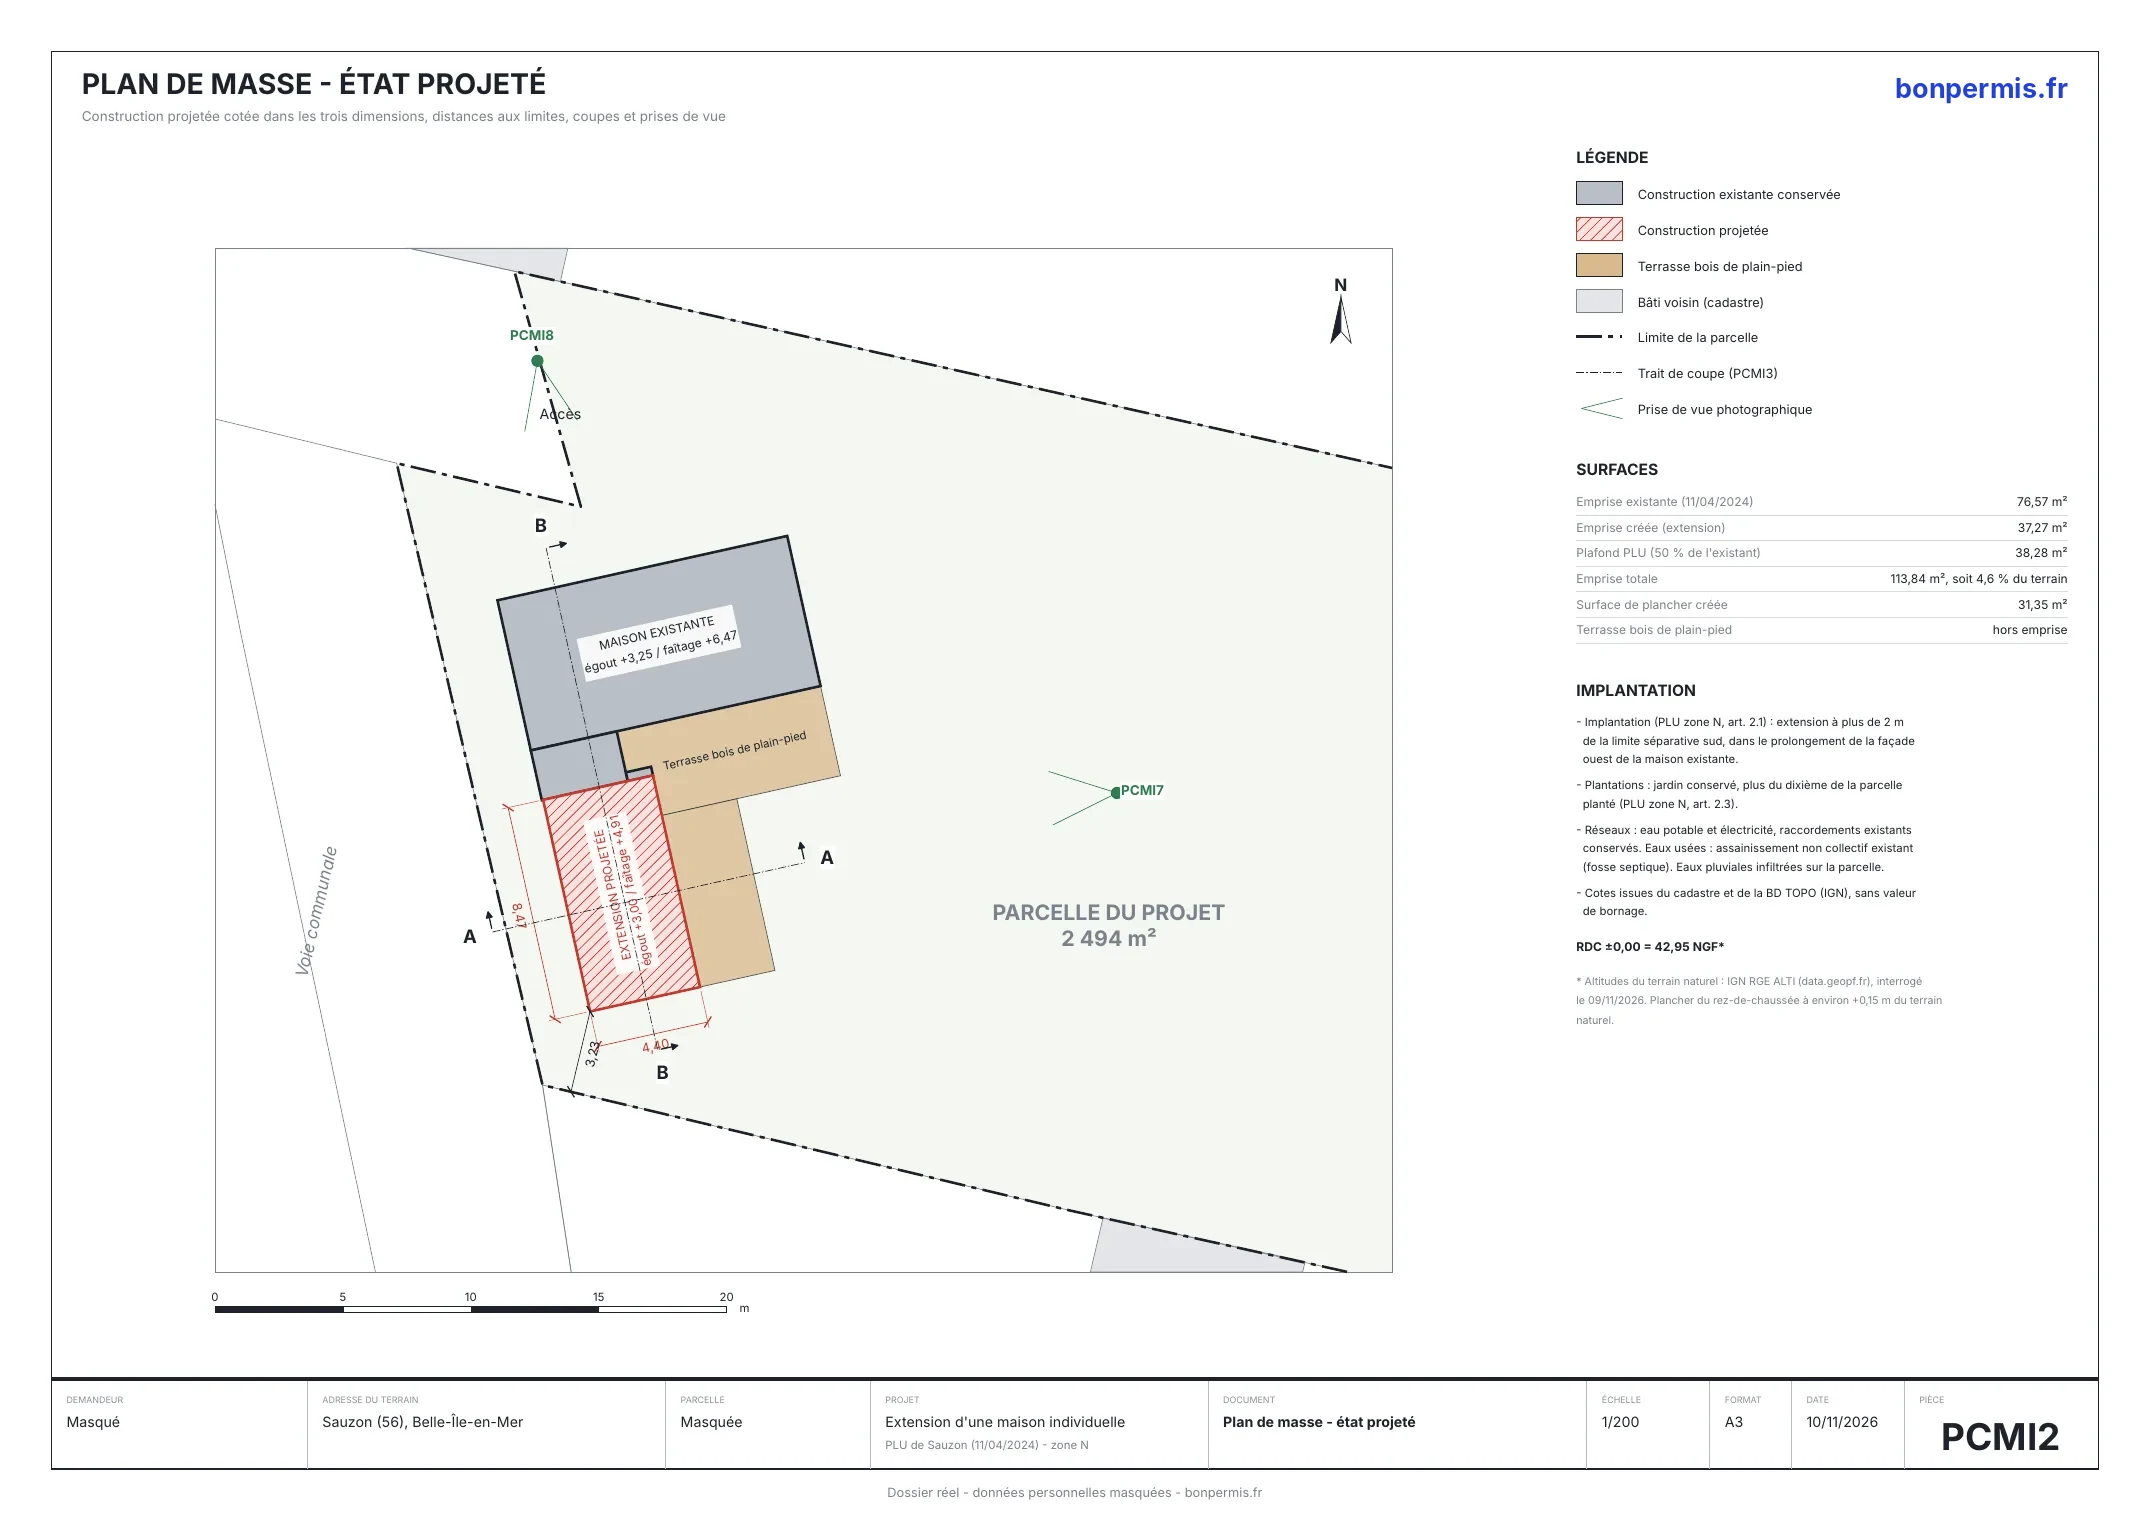 PLAN DE MASSE - ÉTAT PROJETÉ
bonpermis.fr
Construction projetée cotée dans les trois dimensions, distances aux limites, coupes et prises de vue
N
PCMI8
Accès
B
MAISON EXISTANTE
égout +3,25 / faîtage +6,47
Terrasse bois de plain-pied
PCMI7
EXTENSION PROJETÉE
égout +3,00 / faîtage +4,91
A
A
8,47
Voie communale
PARCELLE DU PROJET
2 494 m²
3,23
4,40
B
0 5 10 15 20 m
LÉGENDE
Construction existante conservée
Construction projetée
Terrasse bois de plain-pied
Bâti voisin (cadastre)
Limite de la parcelle
Trait de coupe (PCMI3)
Prise de vue photographique
SURFACES
Emprise existante (11/04/2024) 76,57 m²
Emprise créée (extension) 37,27 m²
Plafond PLU (50 % de l'existant) 38,28 m²
Emprise totale 113,84 m², soit 4,6 % du terrain
Surface de plancher créée 31,35 m²
Terrasse bois de plain-pied hors emprise
IMPLANTATION
- Implantation (PLU zone N, art. 2.1) : extension à plus de 2 m
de la limite séparative sud, dans le prolongement de la façade
ouest de la maison existante.
- Plantations : jardin conservé, plus du dixième de la parcelle
planté (PLU zone N, art. 2.3).
- Réseaux : eau potable et électricité, raccordements existants
conservés. Eaux usées : assainissement non collectif existant
(fosse septique). Eaux pluviales infiltrées sur la parcelle.
- Cotes issues du cadastre et de la BD TOPO (IGN), sans valeur
de bornage.
RDC ±0,00 = 42,95 NGF*
* Altitudes du terrain naturel : IGN RGE ALTI (data.geopf.fr), interrogé
le 09/11/2026. Plancher du rez-de-chaussée à environ +0,15 m du terrain
naturel.
DEMANDEUR
Masqué
ADRESSE DU TERRAIN
Sauzon (56), Belle-Île-en-Mer
PARCELLE
Masquée
PROJET
Extension d'une maison individuelle
PLU de Sauzon (11/04/2024) - zone N
DOCUMENT
Plan de masse - état projeté
ÉCHELLE
1/200
FORMAT
A3
DATE
10/11/2026
PIÈCE
PCMI2
Dossier réel - données personnelles masquées - bonpermis.fr